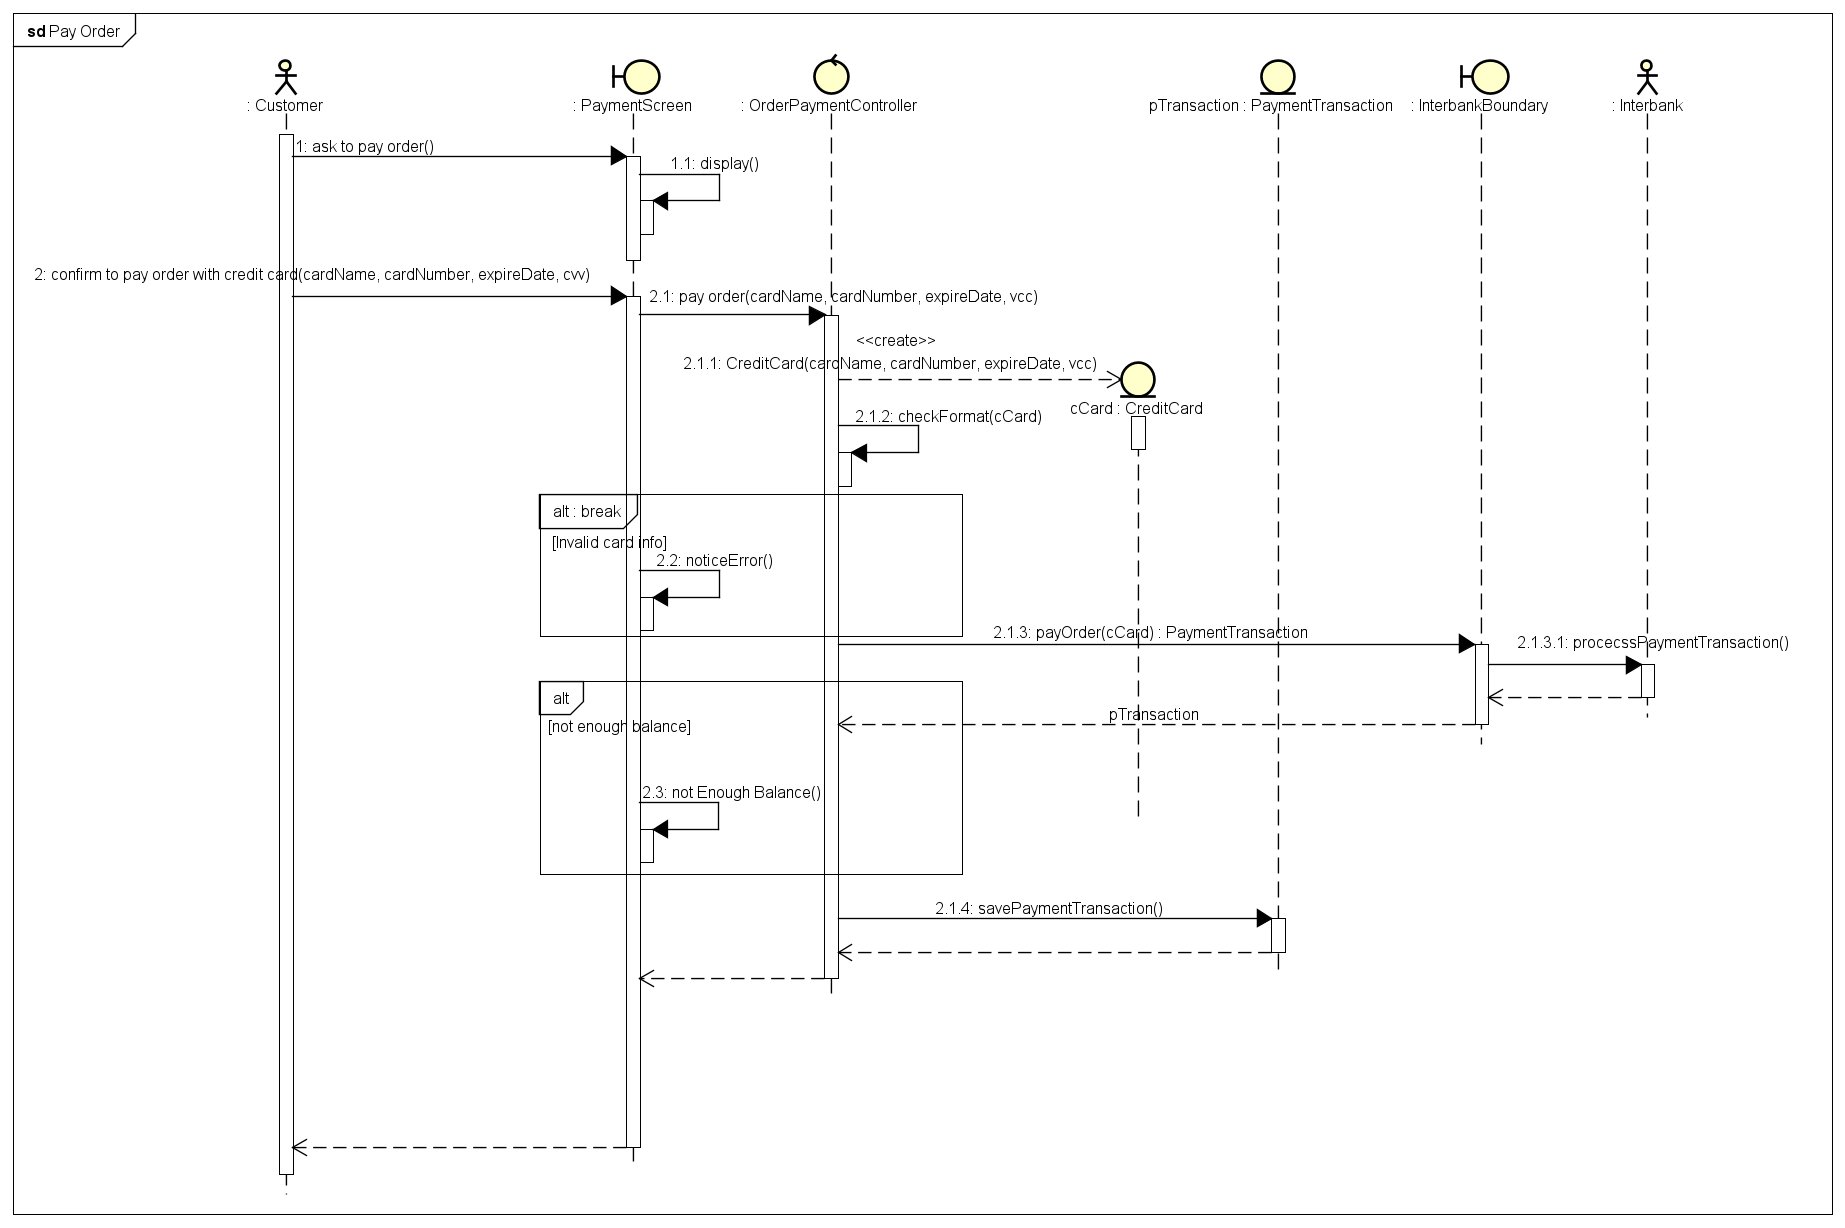 sd Pay Order
: Customer
: PaymentScreen
: OrderPaymentController
pTransaction : PaymentTransaction
: InterbankBoundary
: Interbank
1: ask to pay order()
1.1: display()
2: confirm to pay order with credit card(cardName, cardNumber, expireDate, cvv)
2.1: pay order(cardName, cardNumber, expireDate, vcc)
<<create>>
2.1.1: CreditCard(cardName, cardNumber, expireDate, vcc)
cCard : CreditCard
2.1.2: checkFormat(cCard)
alt : break
[Invalid card info]
2.2: noticeError()
2.1.3: payOrder(cCard) : PaymentTransaction
2.1.3.1: procecssPaymentTransaction()
alt
pTransaction
[not enough balance]
2.3: not Enough Balance()
2.1.4: savePaymentTransaction()